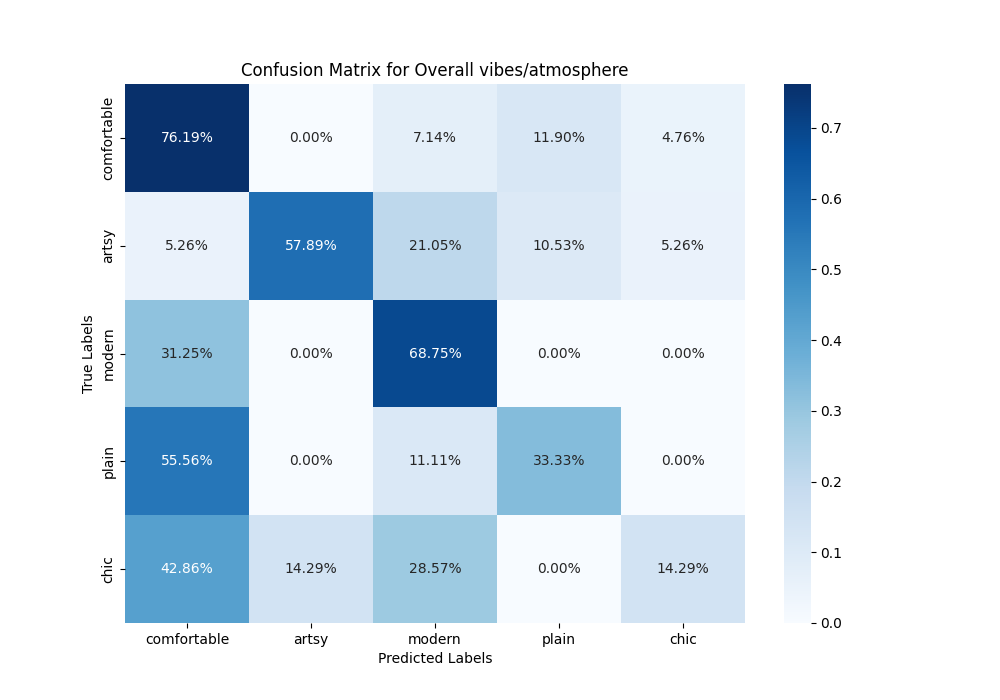 Confusion Matrix for Overall vibes/atmosphere
True Labels
comfortable 76.19% 0.00% 7.14% 11.90% 4.76%
artsy 5.26% 57.89% 21.05% 10.53% 5.26%
modern 31.25% 0.00% 68.75% 0.00% 0.00%
plain 55.56% 0.00% 11.11% 33.33% 0.00%
chic 42.86% 14.29% 28.57% 0.00% 14.29%
comfortable artsy modern plain chic
Predicted Labels
0.7
0.6
0.5
0.4
0.3
0.2
0.1
0.0